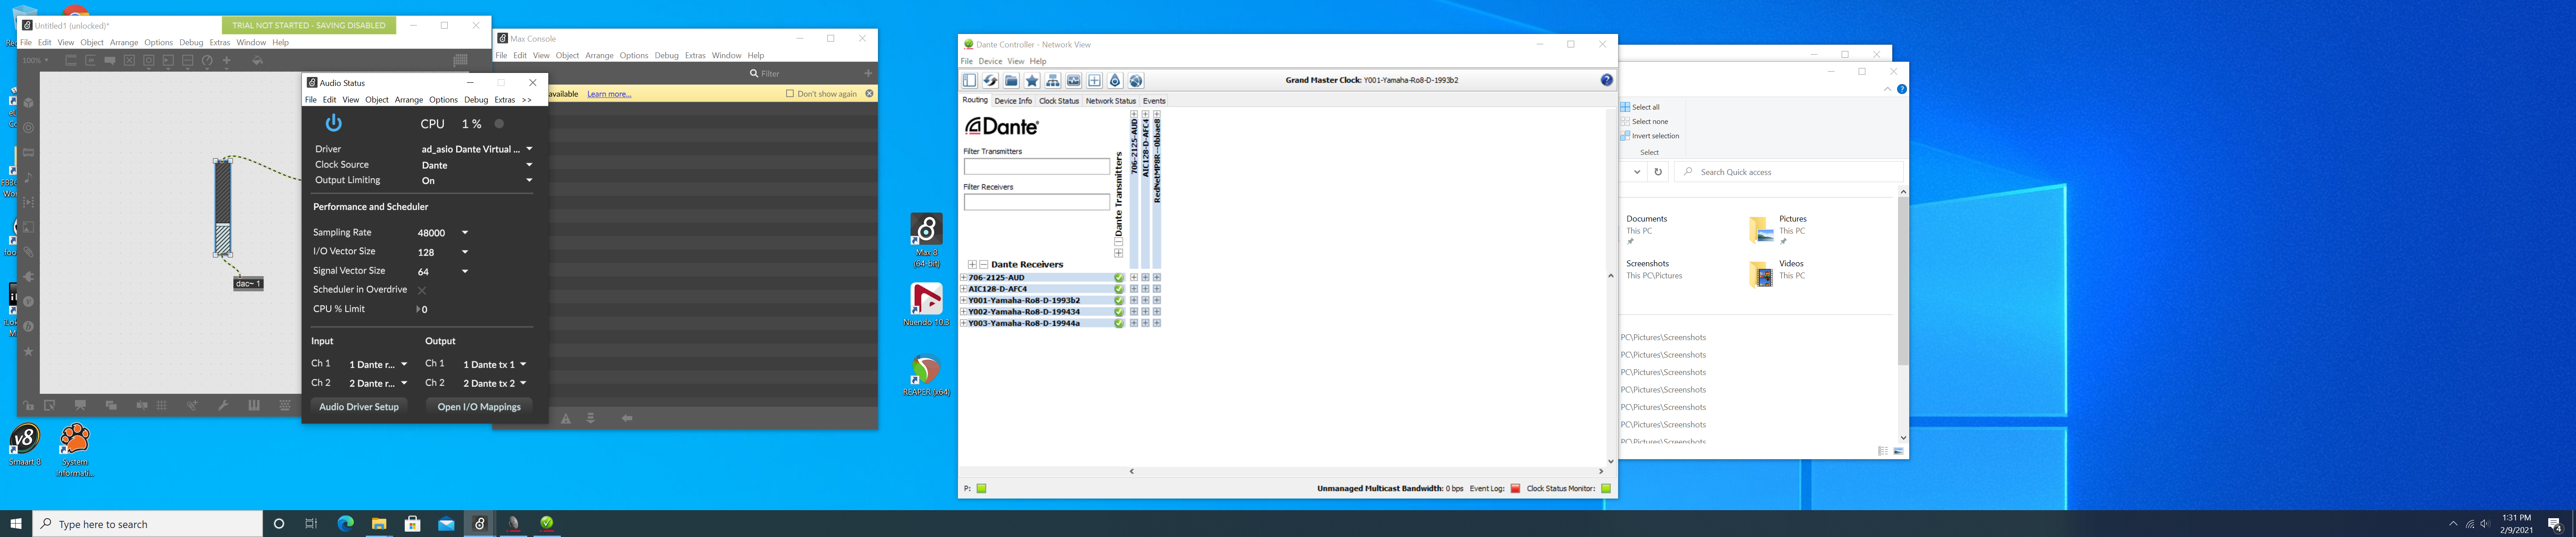 Untitled1 (unlocked)*
TRIAL NOT STARTED - SAVING DISABLED
File Edit View Object Arrange Options Debug Extras Window Help
100%
dac~ 1
Audio Status
File Edit View Object Arrange Options Debug Extras >>
CPU 1 %
Driver ad_asio Dante Virtual ...
Clock Source Dante
Output Limiting On
Performance and Scheduler
Sampling Rate 48000
I/O Vector Size 128
Signal Vector Size 64
Scheduler in Overdrive
CPU % Limit 0
Input Output
Ch 1 1 Dante r... Ch 1 1 Dante tx 1
Ch 2 2 Dante r... Ch 2 2 Dante tx 2
Audio Driver Setup Open I/O Mappings
Max Console
File Edit View Object Arrange Options Debug Extras Window Help
Filter
available Learn more... Don't show again
Smaart 8
System
Informati...
Max 8
(64-bit)
Nuendo 10.3
REAPER (x64)
Dante Controller - Network View
File Device View Help
Grand Master Clock: Y001-Yamaha-Ro8-D-1993b2
Routing Device Info Clock Status Network Status Events
Dante
Filter Transmitters
Filter Receivers
Dante Transmitters
706-2125-AUD
AIC128-D-AFC4
RedNetMP8R--0bbae8
Dante Receivers
706-2125-AUD
AIC128-D-AFC4
Y001-Yamaha-Ro8-D-1993b2
Y002-Yamaha-Ro8-D-199434
Y003-Yamaha-Ro8-D-19944a
P:
Unmanaged Multicast Bandwidth: 0 bps Event Log: Clock Status Monitor:
Select all
Select none
Invert selection
Select
Search Quick access
Documents
This PC
Pictures
This PC
Screenshots
This PC\Pictures
Videos
This PC
PC\Pictures\Screenshots
PC\Pictures\Screenshots
PC\Pictures\Screenshots
PC\Pictures\Screenshots
PC\Pictures\Screenshots
PC\Pictures\Screenshots
PC\Pictures\Screenshots
Type here to search
1:31 PM
2/9/2021
4